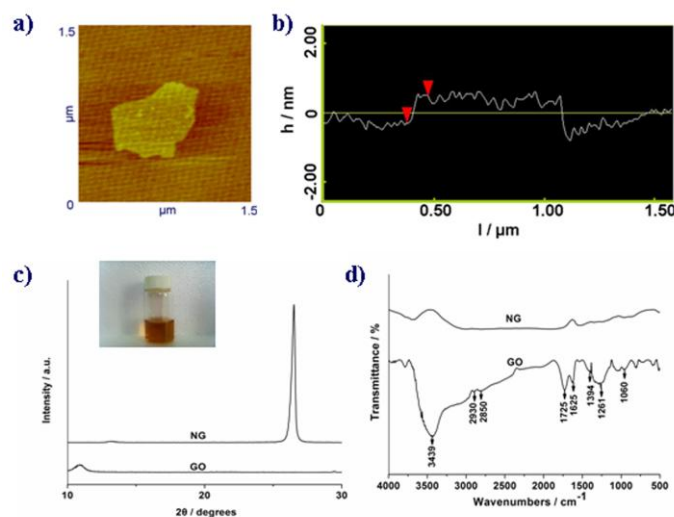 a)
1.5
μm
0
μm
1.5
b)
2.00
0
-2.00
h / nm
0
0.50
1.00
1.50
l / μm
c)
Intensity / a.u.
NG
GO
10
20
30
2θ / degrees
d)
Transmittance / %
NG
GO
3439
2930
2850
1725
1625
1394
1261
1060
4000
3500
3000
2500
2000
1500
1000
500
Wavenumbers / cm⁻¹